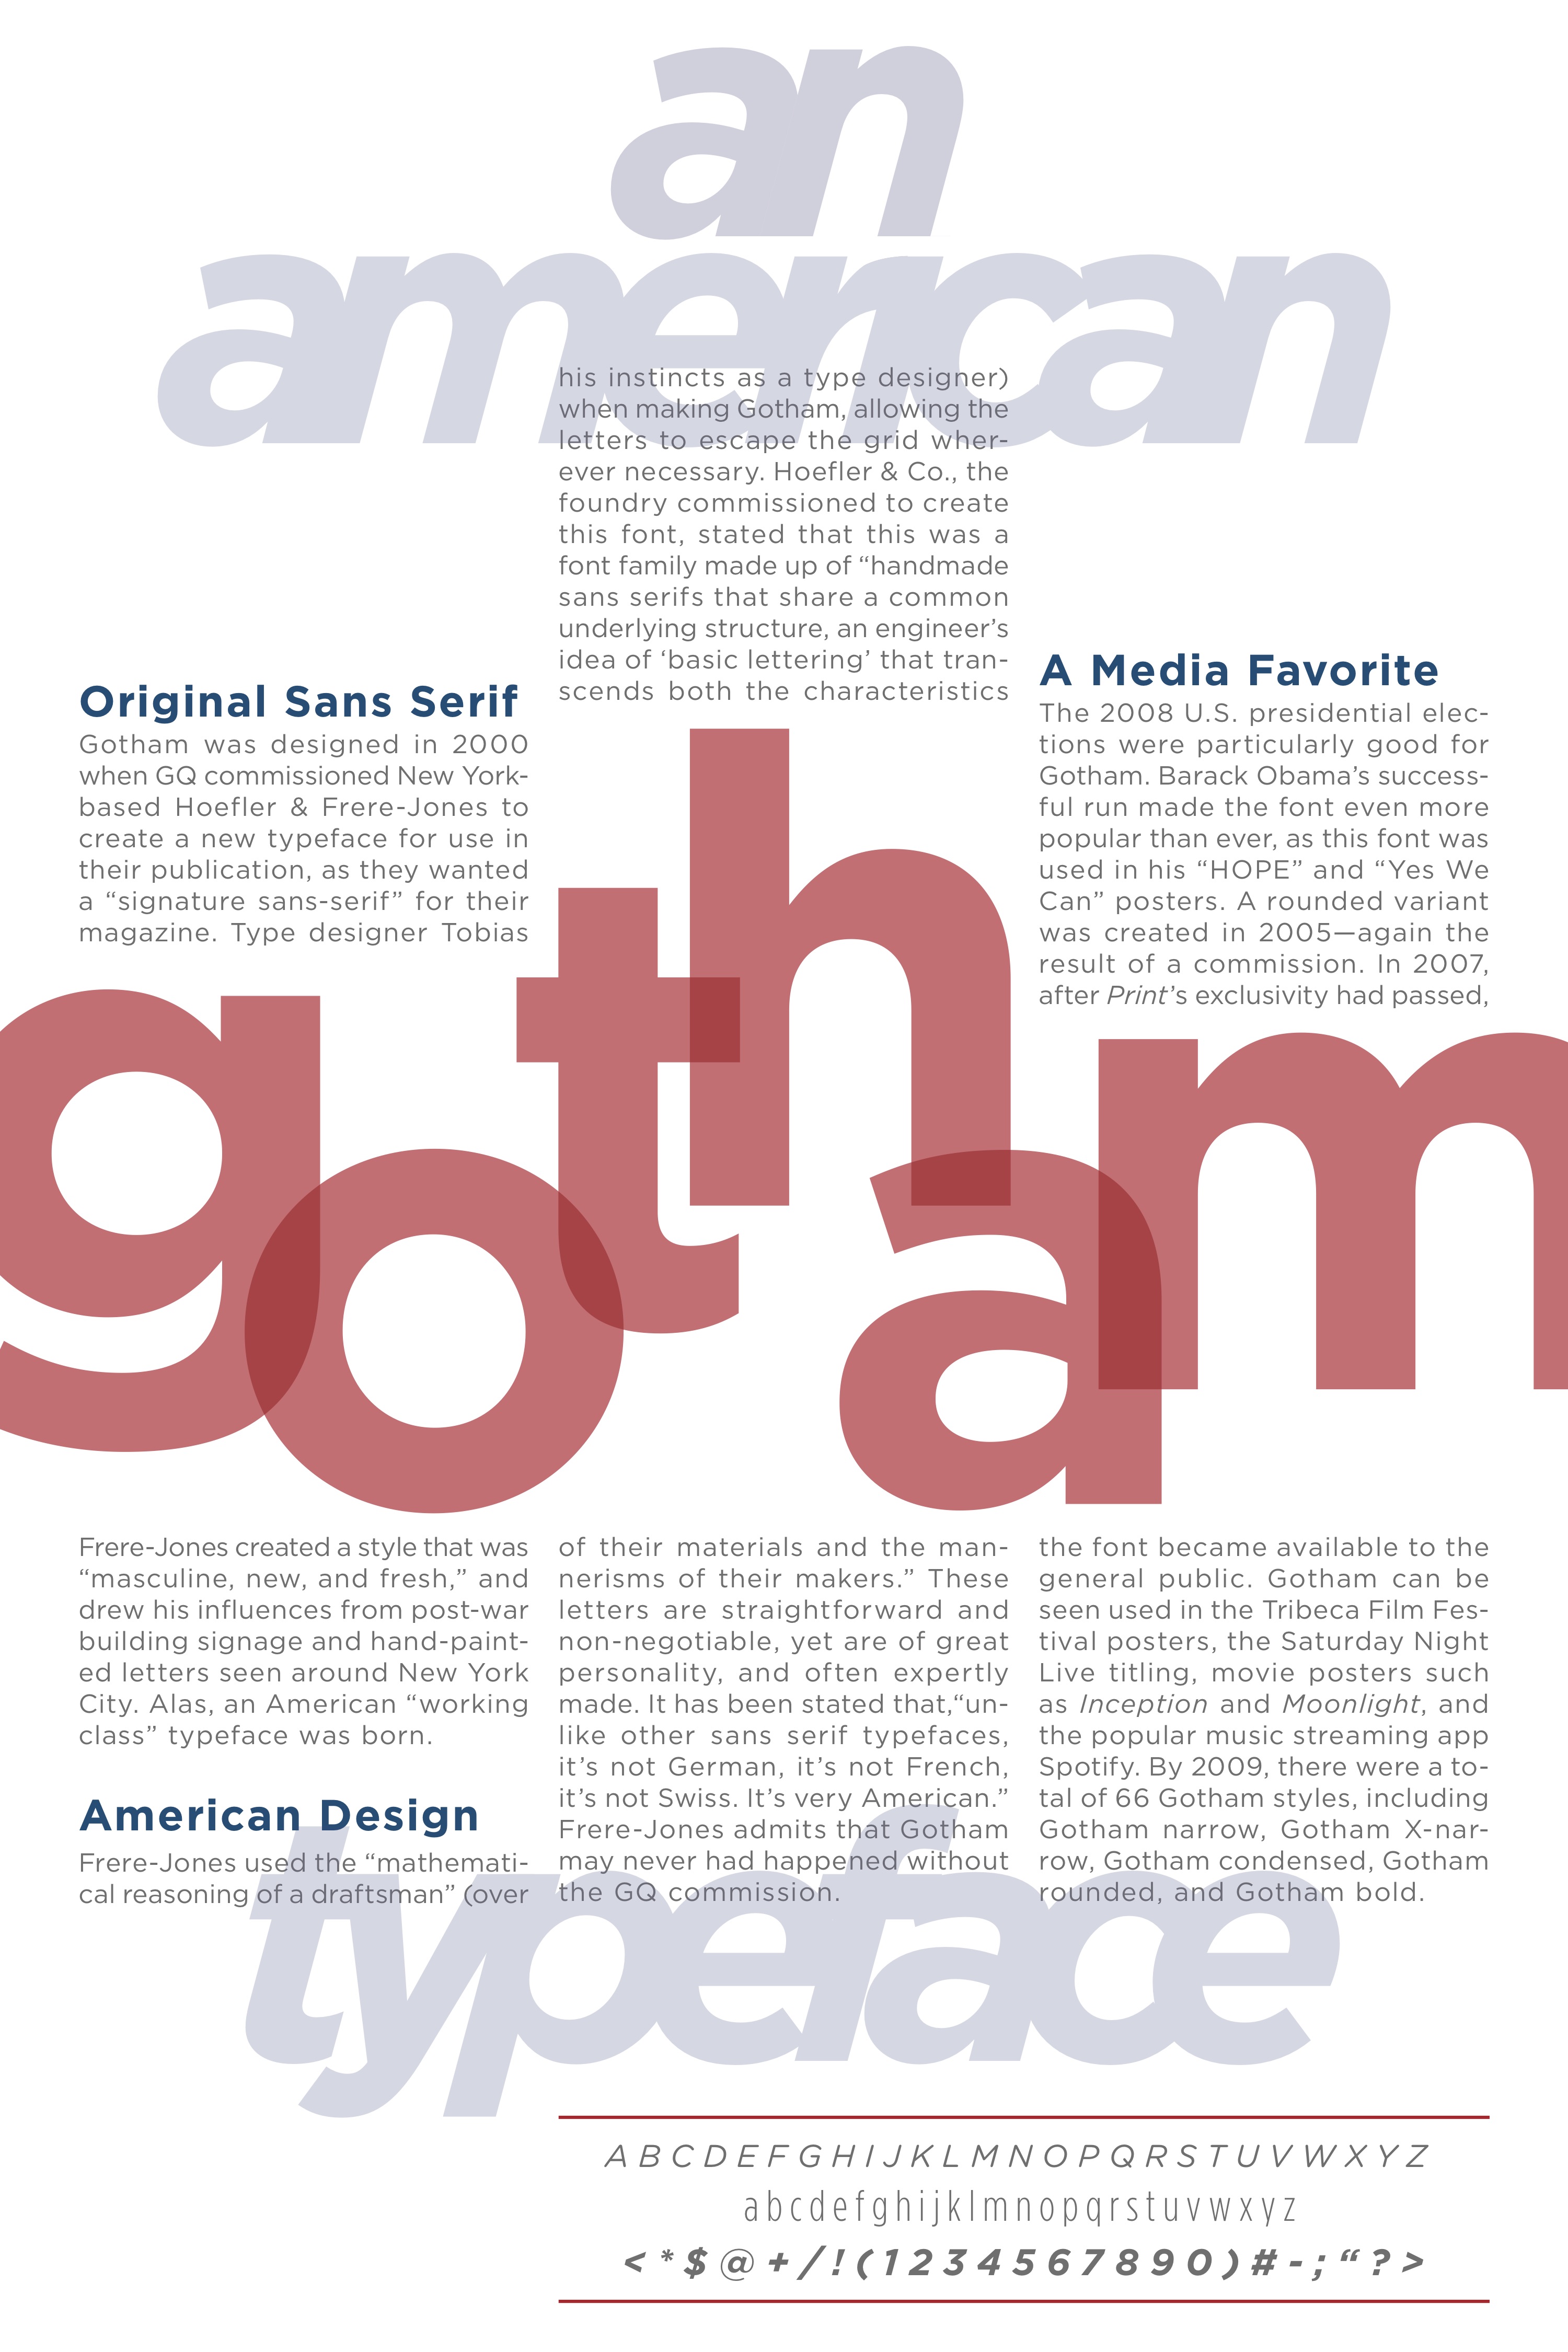 an
american
gotham
typeface
Original Sans Serif
Gotham was designed in 2000
when GQ commissioned New York-
based Hoefler & Frere-Jones to
create a new typeface for use in
their publication, as they wanted
a “signature sans-serif” for their
magazine. Type designer Tobias
Frere-Jones created a style that was
“masculine, new, and fresh,” and
drew his influences from post-war
building signage and hand-paint-
ed letters seen around New York
City. Alas, an American “working
class” typeface was born.
American Design
Frere-Jones used the “mathemati-
cal reasoning of a draftsman” (over
his instincts as a type designer)
when making Gotham, allowing the
letters to escape the grid wher-
ever necessary. Hoefler & Co., the
foundry commissioned to create
this font, stated that this was a
font family made up of “handmade
sans serifs that share a common
underlying structure, an engineer’s
idea of ‘basic lettering’ that tran-
scends both the characteristics
of their materials and the man-
nerisms of their makers.” These
letters are straightforward and
non-negotiable, yet are of great
personality, and often expertly
made. It has been stated that,“un-
like other sans serif typefaces,
it’s not German, it’s not French,
it’s not Swiss. It’s very American.”
Frere-Jones admits that Gotham
may never had happened without
the GQ commission.
A Media Favorite
The 2008 U.S. presidential elec-
tions were particularly good for
Gotham. Barack Obama’s success-
ful run made the font even more
popular than ever, as this font was
used in his “HOPE” and “Yes We
Can” posters. A rounded variant
was created in 2005—again the
result of a commission. In 2007,
after Print’s exclusivity had passed,
the font became available to the
general public. Gotham can be
seen used in the Tribeca Film Fes-
tival posters, the Saturday Night
Live titling, movie posters such
as Inception and Moonlight, and
the popular music streaming app
Spotify. By 2009, there were a to-
tal of 66 Gotham styles, including
Gotham narrow, Gotham X-nar-
row, Gotham condensed, Gotham
rounded, and Gotham bold.
A B C D E F G H I J K L M N O P Q R S T U V W X Y Z
a b c d e f g h i j k l m n o p q r s t u v w x y z
< * $ @ + / ! ( 1 2 3 4 5 6 7 8 9 0 ) # - ; “ ? >